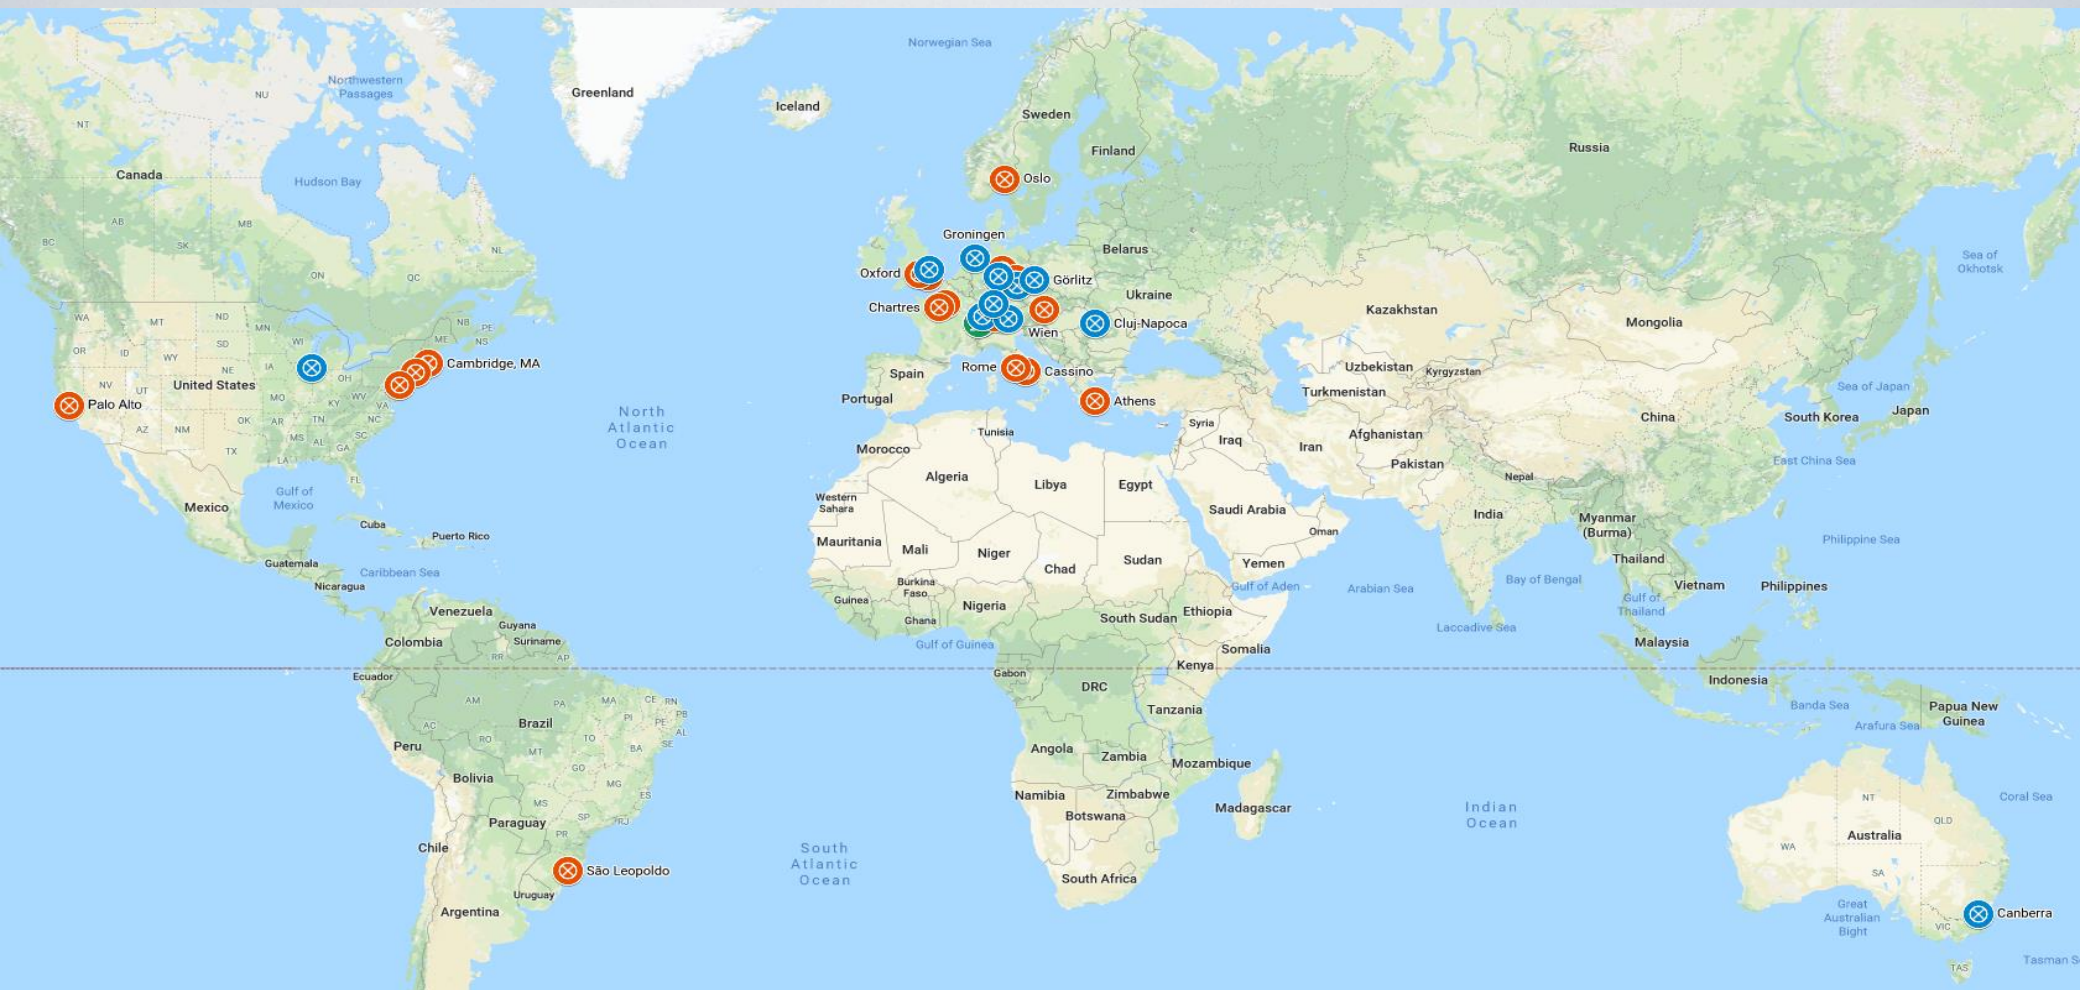 Norwegian Sea
Northwestern
Passages
NU
Greenland
Iceland
NT
Sweden
Finland
Russia
Canada
Hudson Bay
Oslo
AB
MB
BC
SK
NL
Groningen
Belarus
Sea of
Okhotsk
ON
QC
Oxford
Görlitz
Ukraine
Chartres
Kazakhstan
Mongolia
WA
MT
ND
MN
NB
PE
Cluj-Napoca
Wien
OR
ID
SD
WI
ME
NS
WY
Cambridge, MA
Rome
Cassino
Uzbekistan
Kyrgyzstan
NE
IA
OH
Spain
NV
UT
United States
Turkmenistan
Sea of Japan
Palo Alto
MO
KY
WV
VA
Portugal
Athens
North
Atlantic
Ocean
China
South Korea
Japan
AZ
NM
OK
AR
TN
NC
MS
AL
GA
SC
Tunisia
Syria
Iraq
Iran
Afghanistan
Morocco
TX
LA
Pakistan
East China Sea
Algeria
Libya
Egypt
Nepal
FL
Gulf of
Mexico
Mexico
Western
Sahara
Saudi Arabia
India
Myanmar
(Burma)
Cuba
Puerto Rico
Oman
Mauritania
Mali
Niger
Chad
Sudan
Yemen
Philippine Sea
Thailand
Guatemala
Caribbean Sea
Nicaragua
Burkina
Faso
Gulf of Aden
Arabian Sea
Bay of Bengal
Vietnam
Philippines
Guinea
Nigeria
Ethiopia
Gulf of
Thailand
Venezuela
Guyana
Ghana
South Sudan
Laccadive Sea
Colombia
Suriname
Gulf of Guinea
Somalia
Malaysia
RR
AP
Kenya
Ecuador
Gabon
DRC
Indonesia
AM
PA
MA
CE
RN
PB
PI
PE
AL
SE
Tanzania
Banda Sea
Papua New
Guinea
Arafura Sea
AC
Brazil
TO
RO
BA
MT
Peru
Angola
Zambia
Mozambique
Bolivia
GO
MG
ES
Namibia
Zimbabwe
Madagascar
Indian
Ocean
NT
Coral Sea
MS
SP
RJ
Botswana
Paraguay
PR
QLD
Australia
Chile
South
Atlantic
Ocean
WA
SA
São Leopoldo
South Africa
Uruguay
Argentina
Great
Australian
Bight
Canberra
VIC
Tasman S
TAS